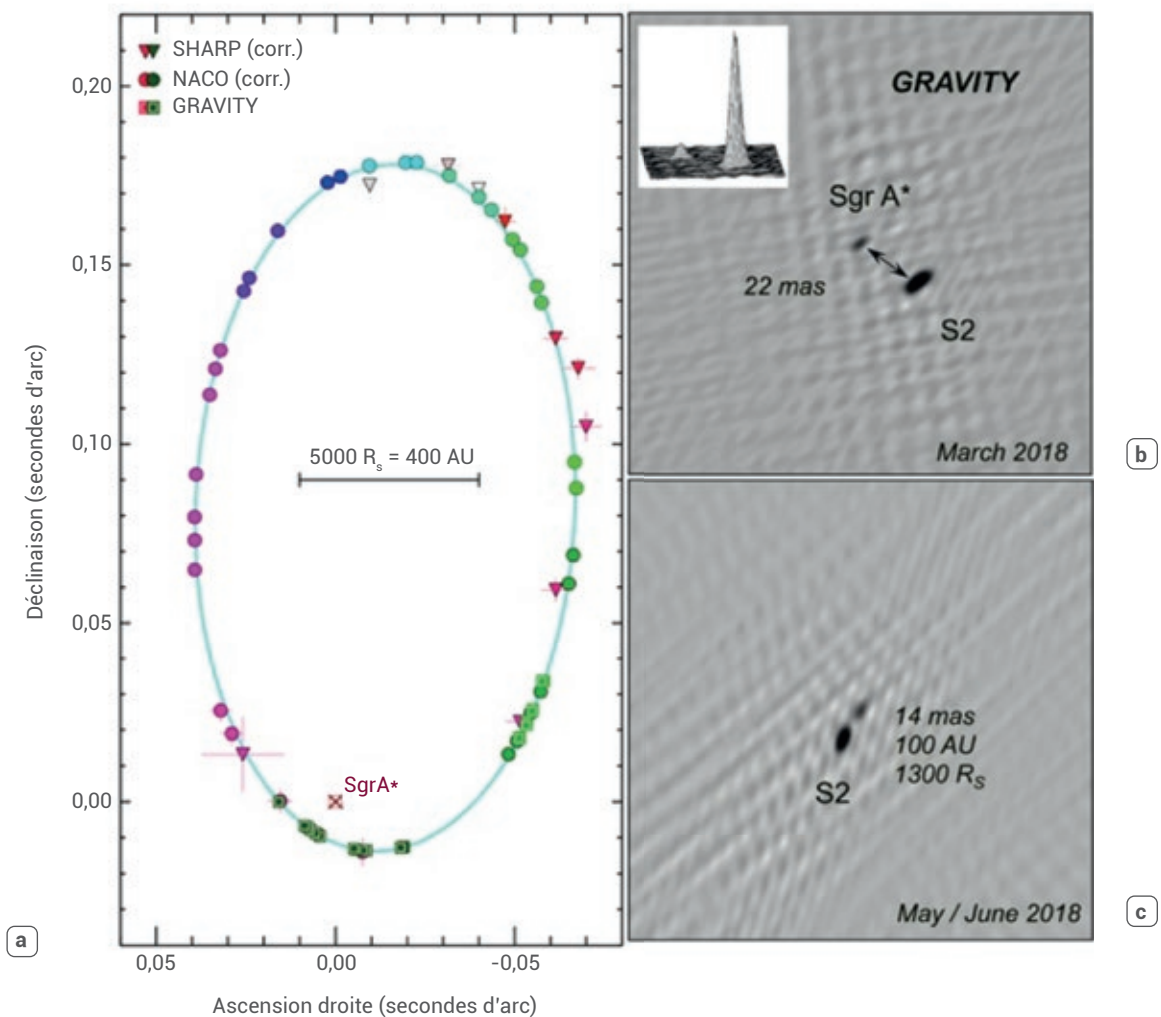 SHARP (corr.)
NACO (corr.)
GRAVITY
0,20
0,15
0,10
0,05
0,00
Déclinaison (secondes d'arc)
5000 Rs = 400 AU
SgrA*
0,05
0,00
-0,05
Ascension droite (secondes d'arc)
a
GRAVITY
Sgr A*
22 mas
S2
March 2018
b
14 mas
100 AU
1300 RS
S2
May / June 2018
c